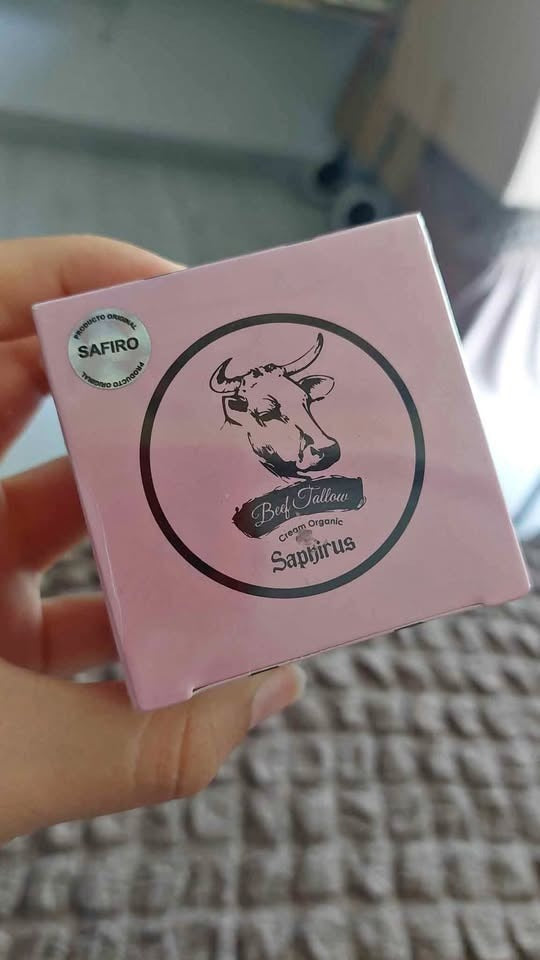 PRODUCTO ORIGINAL
SAFIRO
PRODUCTO ORIGINAL
Beef Tallow
Cream Organic
Saphirus